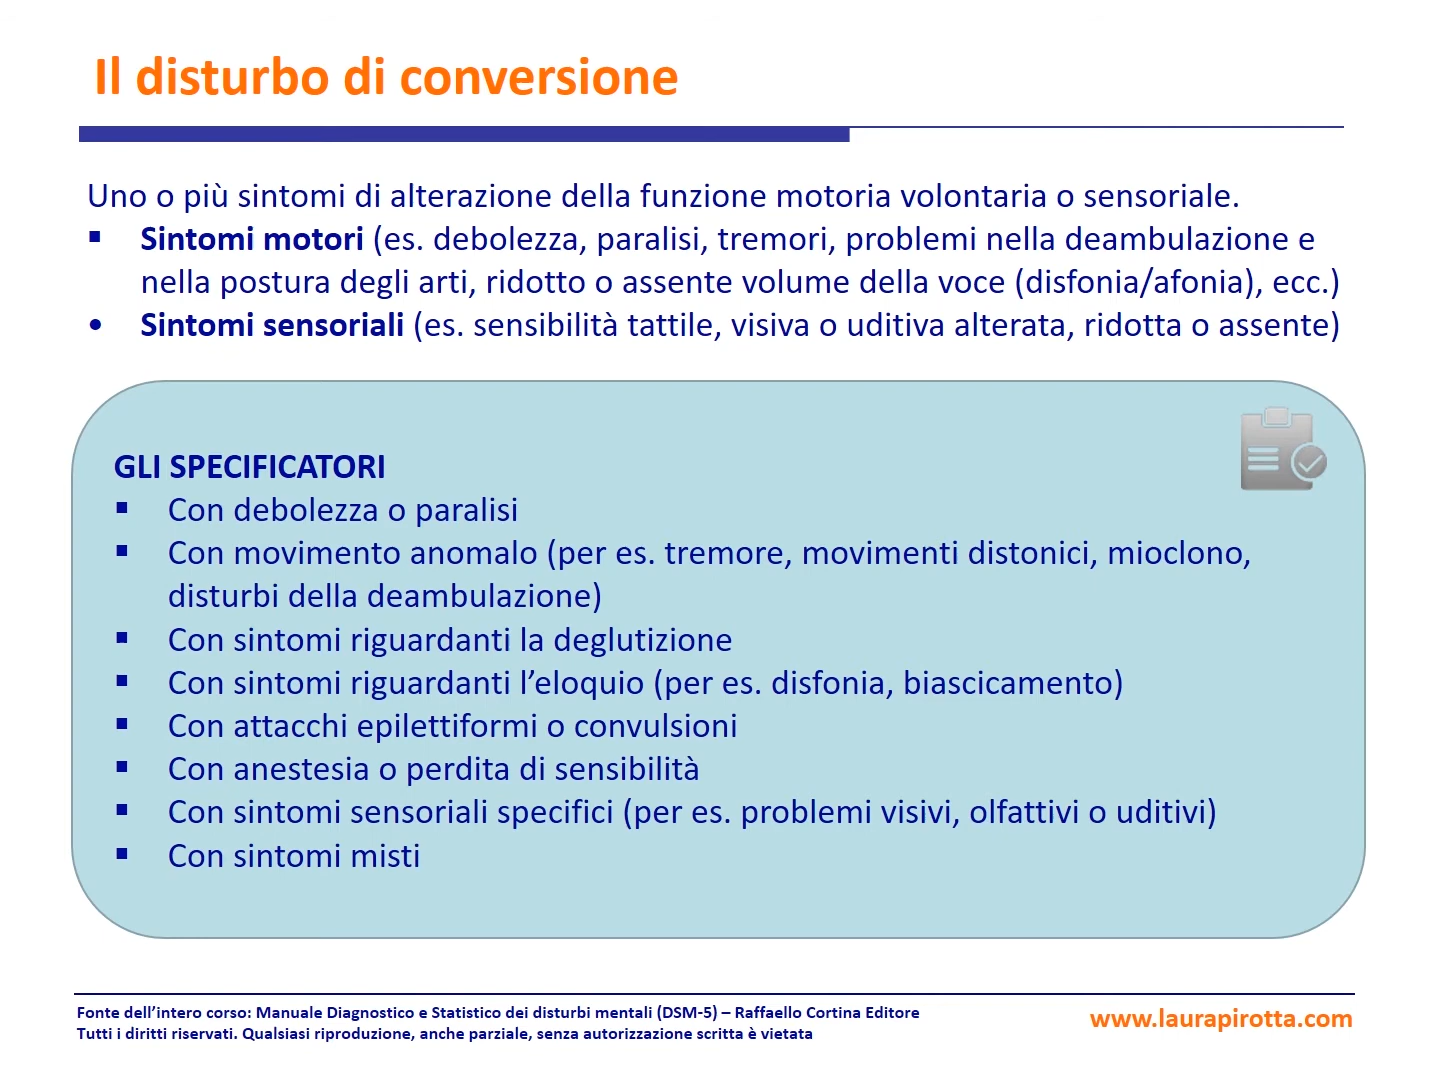 Il disturbo di conversione
Uno o più sintomi di alterazione della funzione motoria volontaria o sensoriale.
▪ Sintomi motori (es. debolezza, paralisi, tremori, problemi nella deambulazione e
nella postura degli arti, ridotto o assente volume della voce (disfonia/afonia), ecc.)
• Sintomi sensoriali (es. sensibilità tattile, visiva o uditiva alterata, ridotta o assente)
GLI SPECIFICATORI
▪ Con debolezza o paralisi
▪ Con movimento anomalo (per es. tremore, movimenti distonici, mioclono,
disturbi della deambulazione)
▪ Con sintomi riguardanti la deglutizione
▪ Con sintomi riguardanti l’eloquio (per es. disfonia, biascicamento)
▪ Con attacchi epilettiformi o convulsioni
▪ Con anestesia o perdita di sensibilità
▪ Con sintomi sensoriali specifici (per es. problemi visivi, olfattivi o uditivi)
▪ Con sintomi misti
Fonte dell’intero corso: Manuale Diagnostico e Statistico dei disturbi mentali (DSM-5) – Raffaello Cortina Editore
Tutti i diritti riservati. Qualsiasi riproduzione, anche parziale, senza autorizzazione scritta è vietata
www.laurapirotta.com